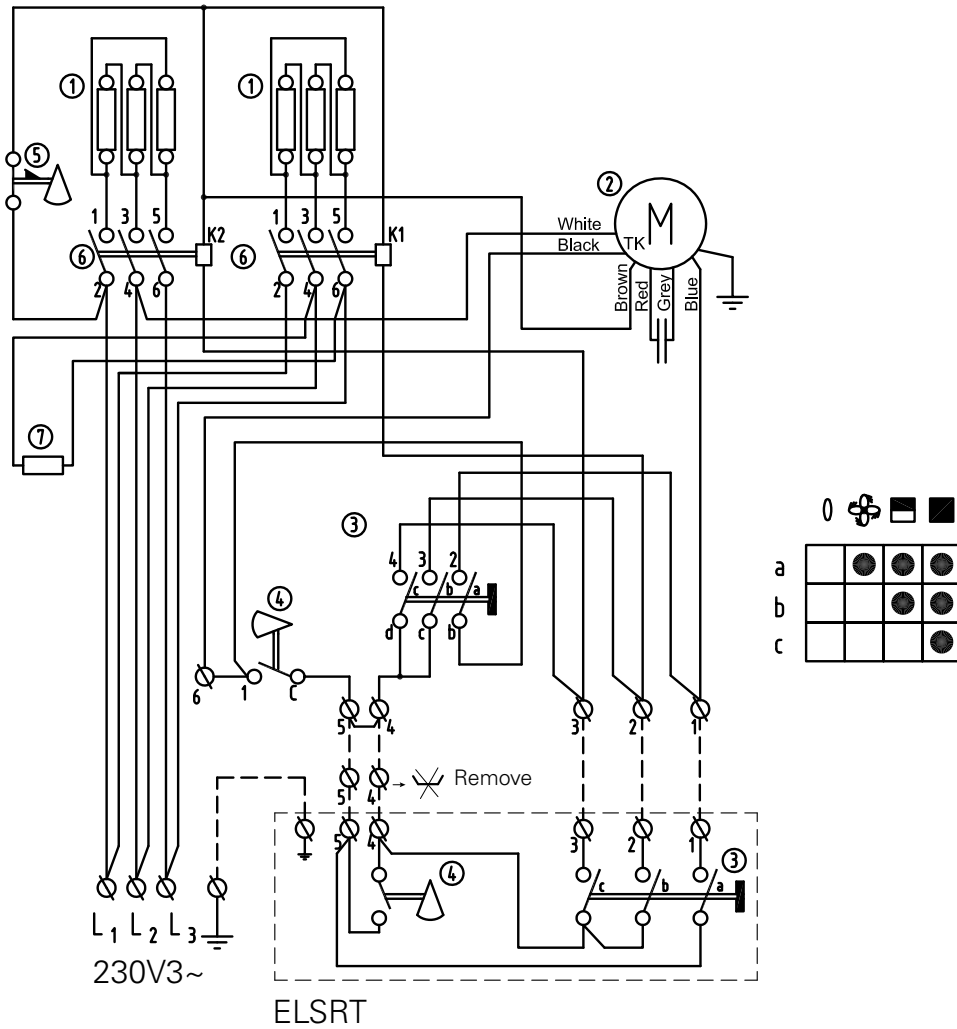 1 1
5
2
White
M
1 3 5 1 3 5
K2 K1
TK
Black
6 6
2 4 6 2 4 6
Brown
Red
Grey
Blue
7
3
4 3 2
c b a
d c b
4
6 1 C
5 4 3 2 1
5 4 → Remove
5 4 3 2 1
4
c b a
3
L1 L2 L3
230V3~
ELSRT
0
a
b
c